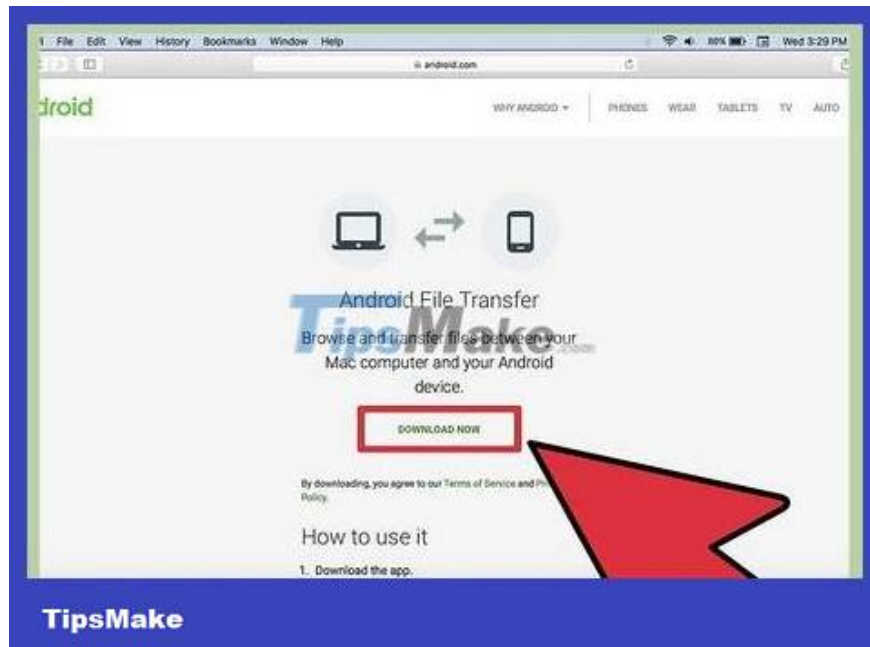 File Edit View History Bookmarks Window Help Wed 3:29 PM
android.com
droid WHY ANDROID PHONES WEAR TABLETS TV AUTO
Android File Transfer
TipsMake.com
Browse and transfer files between your
Mac computer and your Android
device.
DOWNLOAD NOW
By downloading, you agree to our Terms of Service and
Policy.
How to use it
1. Download the app.
TipsMake